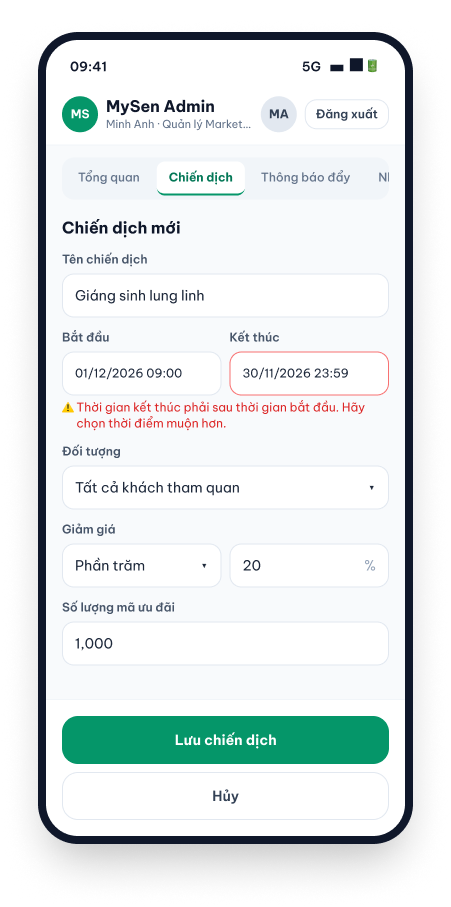 09:41
5G
MS
MySen Admin
Minh Anh · Quản lý Market...
MA
Đăng xuất
Tổng quan
Chiến dịch
Thông báo đẩy
Chiến dịch mới
Tên chiến dịch
Giáng sinh lung linh
Bắt đầu
Kết thúc
01/12/2026 09:00
30/11/2026 23:59
Thời gian kết thúc phải sau thời gian bắt đầu. Hãy
chọn thời điểm muộn hơn.
Đối tượng
Tất cả khách tham quan
Giảm giá
Phần trăm
20
%
Số lượng mã ưu đãi
1,000
Lưu chiến dịch
Hủy